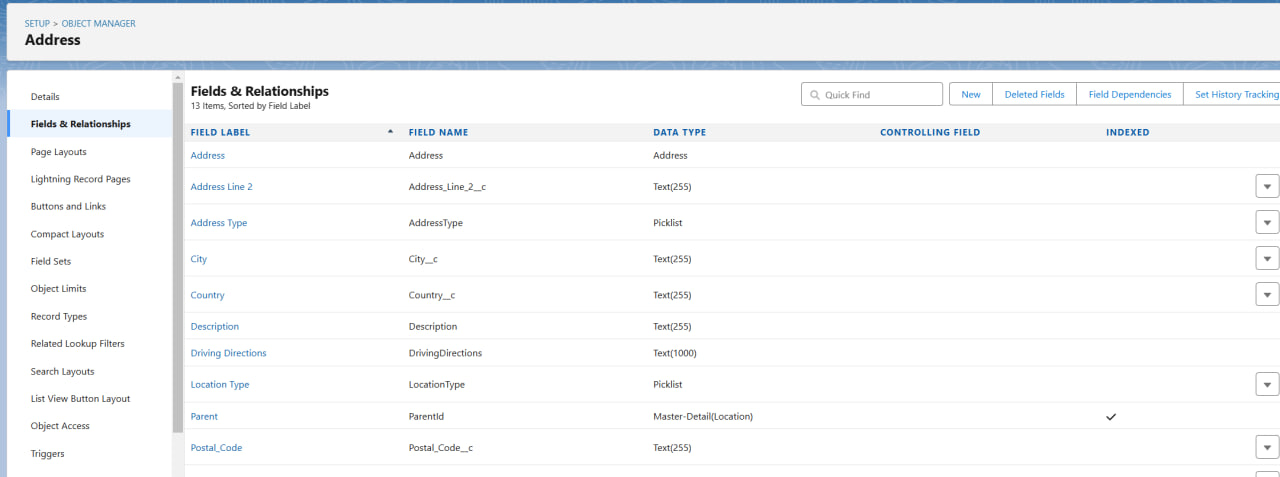 SETUP > OBJECT MANAGER
Address
Details
Fields & Relationships
Page Layouts
Lightning Record Pages
Buttons and Links
Compact Layouts
Field Sets
Object Limits
Record Types
Related Lookup Filters
Search Layouts
List View Button Layout
Object Access
Triggers
Fields & Relationships
13 Items, Sorted by Field Label
Quick Find
New
Deleted Fields
Field Dependencies
Set History Tracking
FIELD LABEL FIELD NAME DATA TYPE CONTROLLING FIELD INDEXED
Address Address Address
Address Line 2 Address_Line_2__c Text(255)
Address Type AddressType Picklist
City City__c Text(255)
Country Country__c Text(255)
Description Description Text(255)
Driving Directions DrivingDirections Text(1000)
Location Type LocationType Picklist
Parent ParentId Master-Detail(Location)
Postal_Code Postal_Code__c Text(255)